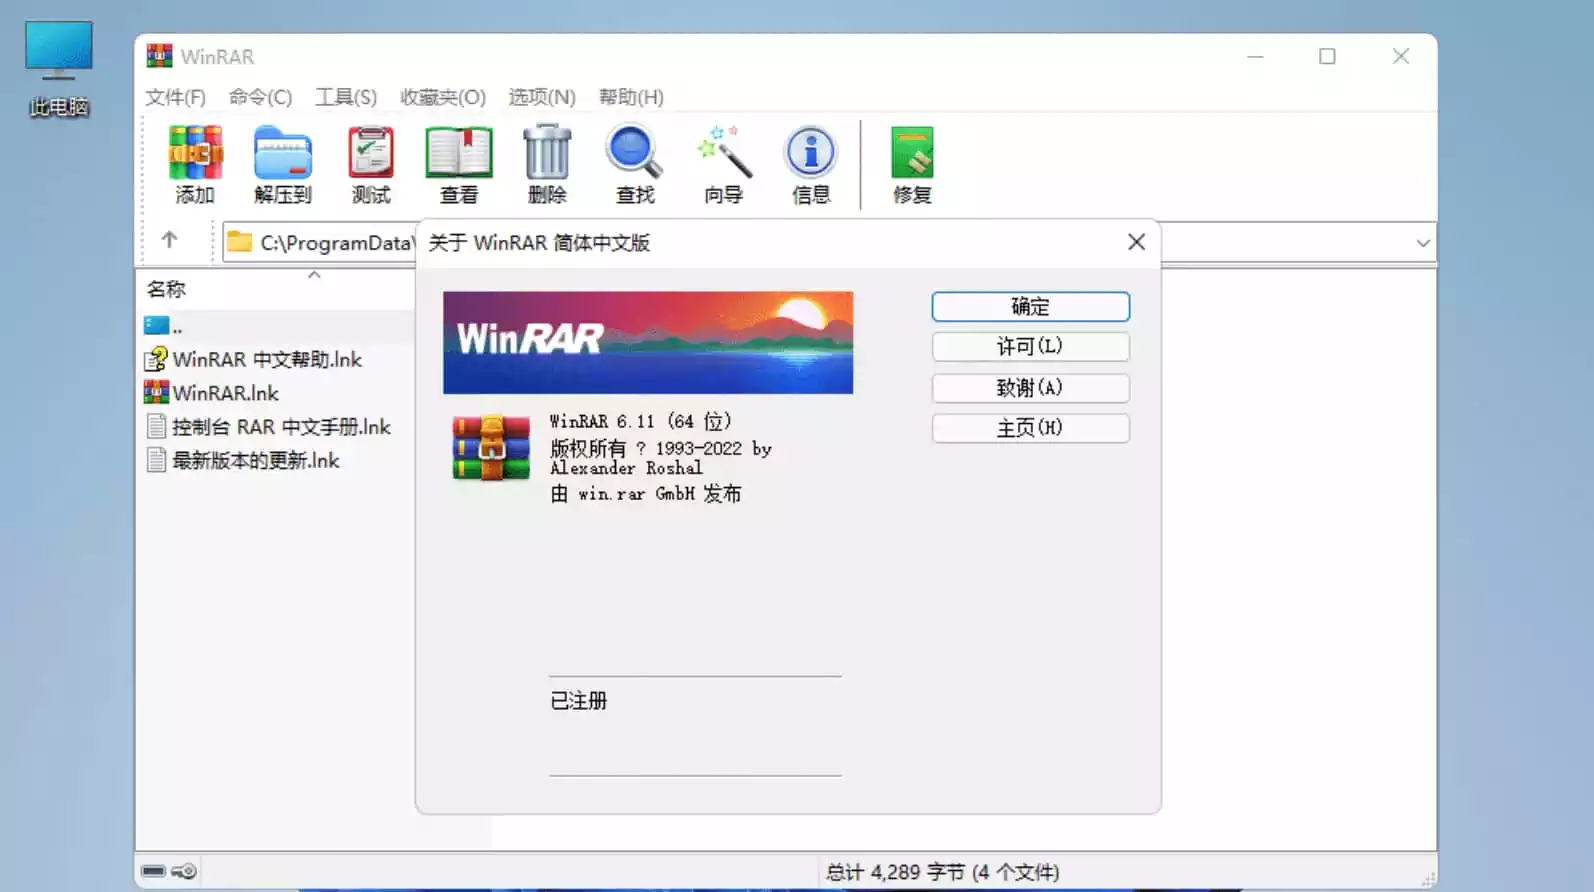 此电脑
WinRAR
文件(F) 命令(C) 工具(S) 收藏夹(O) 选项(N) 帮助(H)
添加 解压到 测试 查看 删除 查找 向导 信息 修复
C:\ProgramData\
名称
..
WinRAR 中文帮助.lnk
WinRAR.lnk
控制台 RAR 中文手册.lnk
最新版本的更新.lnk
关于 WinRAR 简体中文版
WinRAR
WinRAR 6.11 (64 位)
版权所有 ? 1993-2022 by
Alexander Roshal
由 win.rar GmbH 发布
已注册
确定
许可(L)
致谢(A)
主页(H)
总计 4,289 字节 (4 个文件)